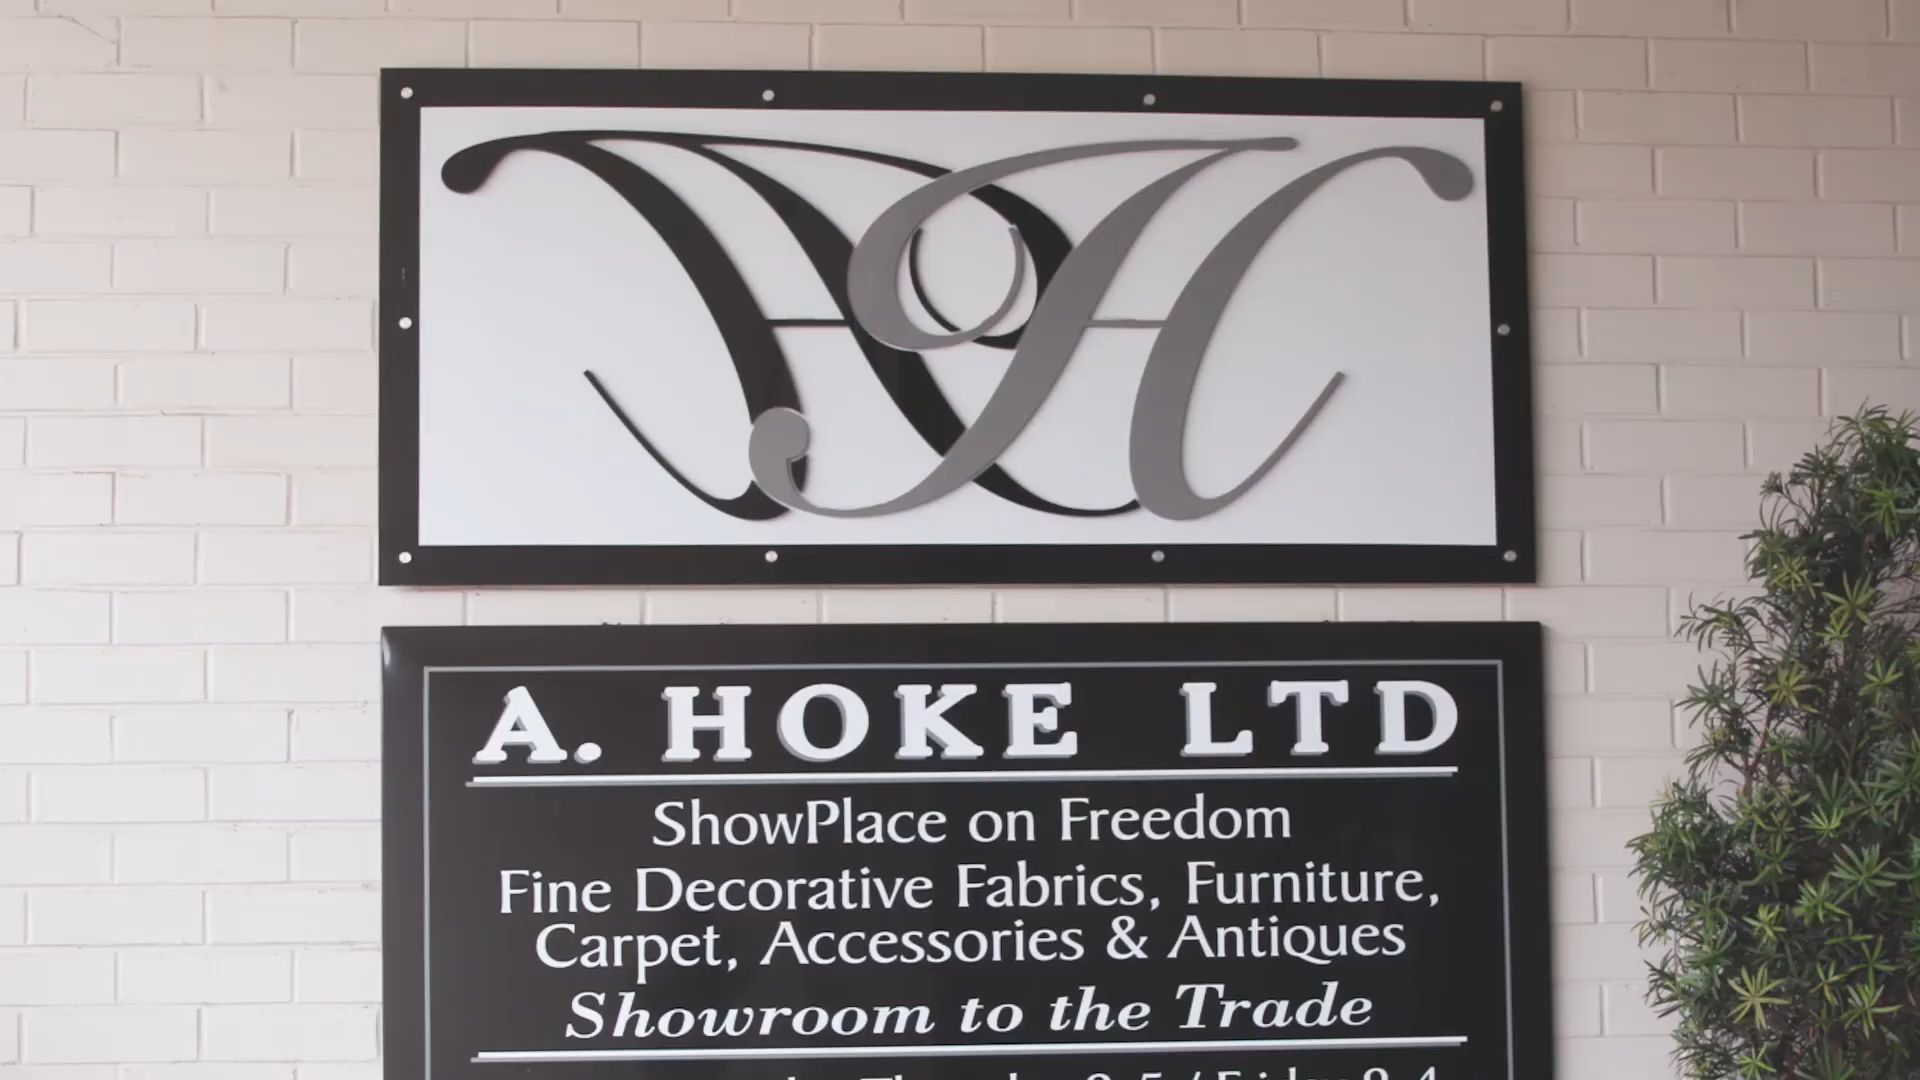 A. HOKE LTD
ShowPlace on Freedom
Fine Decorative Fabrics, Furniture,
Carpet, Accessories & Antiques
Showroom to the Trade